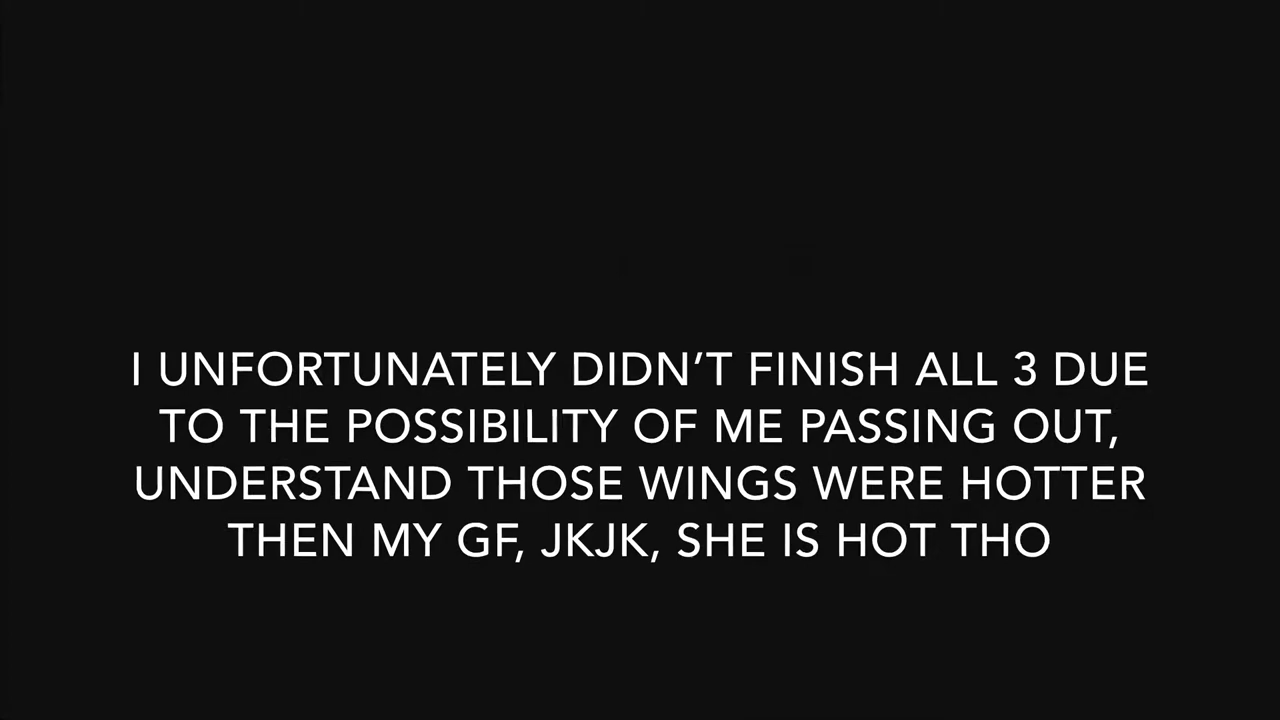 I UNFORTUNATELY DIDN’T FINISH ALL 3 DUE
TO THE POSSIBILITY OF ME PASSING OUT,
UNDERSTAND THOSE WINGS WERE HOTTER
THEN MY GF, JKJK, SHE IS HOT THO